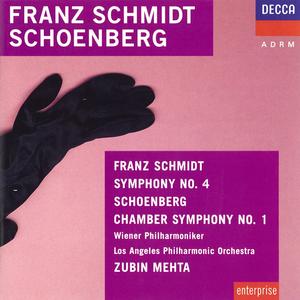 FRANZ SCHMIDT
SCHOENBERG
DECCA
ADRM
FRANZ SCHMIDT
SYMPHONY NO. 4
SCHOENBERG
CHAMBER SYMPHONY NO. 1
Wiener Philharmoniker
Los Angeles Philharmonic Orchestra
ZUBIN MEHTA
enterprise